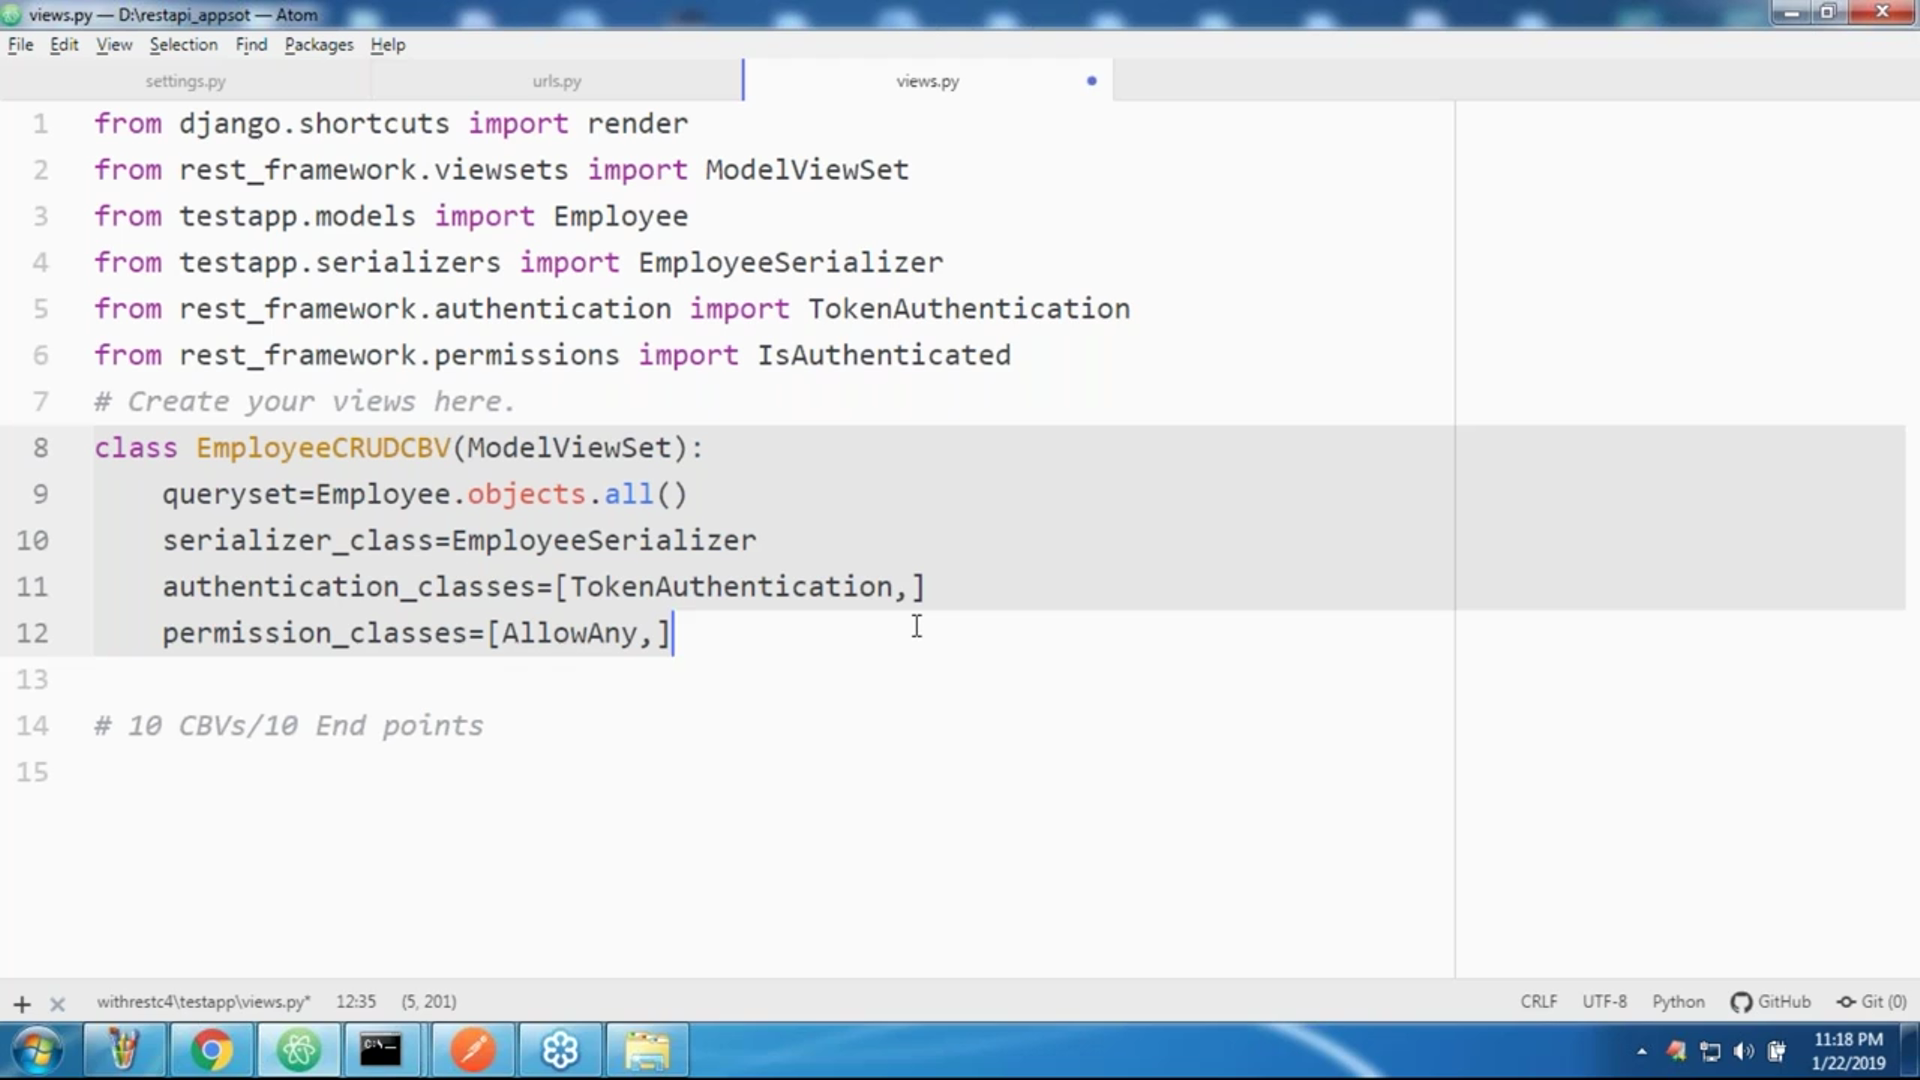 views.py — D:\restapi_appsot — Atom
File Edit View Selection Find Packages Help
settings.py urls.py views.py
1 from django.shortcuts import render
2 from rest_framework.viewsets import ModelViewSet
3 from testapp.models import Employee
4 from testapp.serializers import EmployeeSerializer
5 from rest_framework.authentication import TokenAuthentication
6 from rest_framework.permissions import IsAuthenticated
7 # Create your views here.
8 class EmployeeCRUDCBV(ModelViewSet):
9 queryset=Employee.objects.all()
10 serializer_class=EmployeeSerializer
11 authentication_classes=[TokenAuthentication,]
12 permission_classes=[AllowAny,]
13
14 # 10 CBVs/10 End points
15
withrestc4\testapp\views.py* 12:35 (5, 201) CRLF UTF-8 Python GitHub Git (0)
C:\_
11:18 PM
1/22/2019